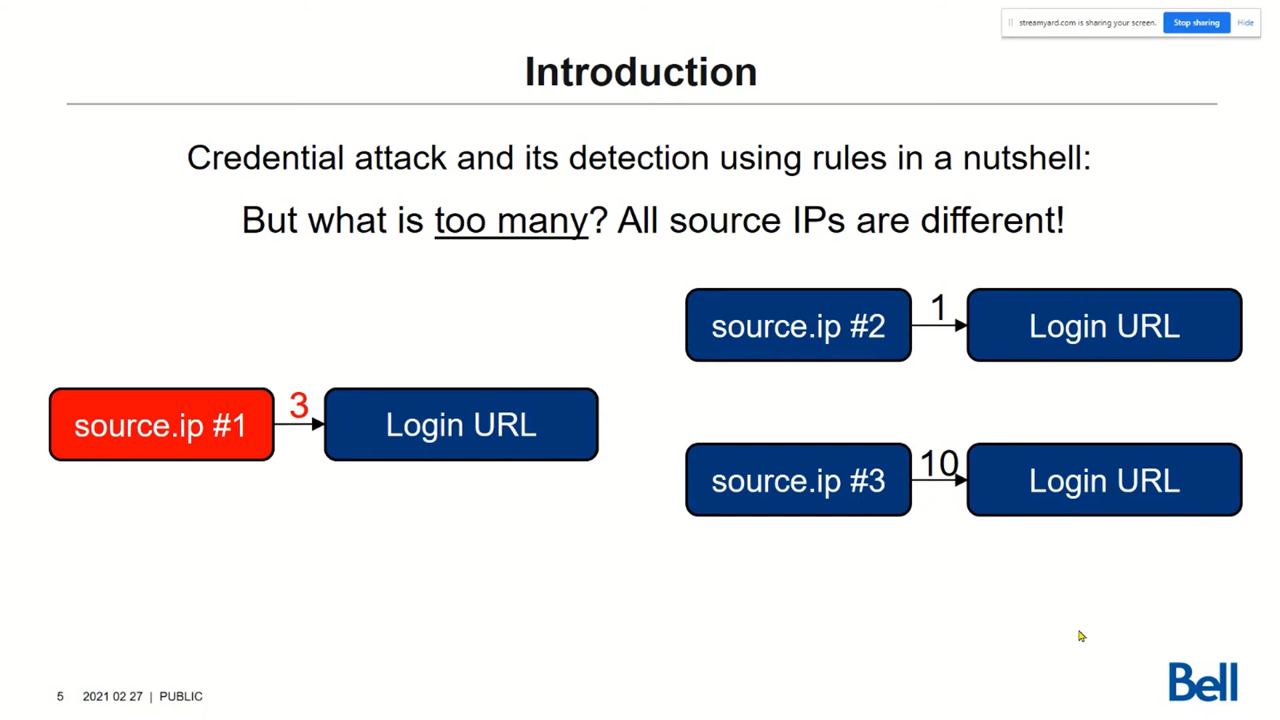 streamyard.com is sharing your screen. Stop sharing Hide
Introduction
Credential attack and its detection using rules in a nutshell:
But what is too many? All source IPs are different!
source.ip #1
3
Login URL
source.ip #2
1
Login URL
source.ip #3
10
Login URL
5 2021 02 27 | PUBLIC
Bell